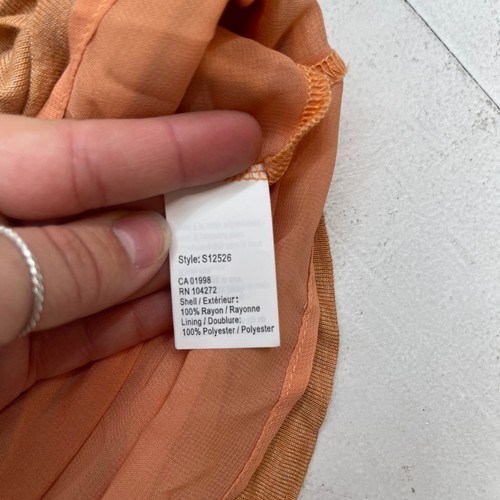 Style: S12526
CA 01998
RN 104272
Shell / Extérieur :
100% Rayon / Rayonne
Lining / Doublure:
100% Polyester / Polyester